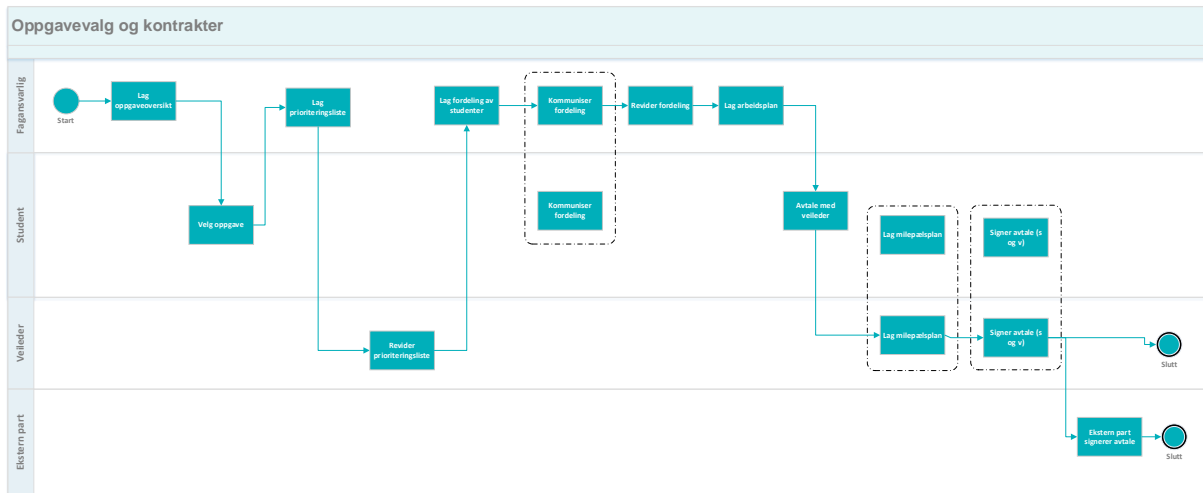 Oppgavevalg og kontrakter
Fagansvarlig
Start
Lag
oppgaveoversikt
Lag
prioriteringsliste
Lag fordeling av
studenter
Kommuniser
fordeling
Revider fordeling
Lag arbeidsplan
Student
Velg oppgave
Kommuniser
fordeling
Avtale med
veileder
Lag milepælsplan
Signer avtale (s
og v)
Veileder
Revider
prioriteringsliste
Lag milepælsplan
Signer avtale (s
og v)
Slutt
Ekstern part
Ekstern part
signerer avtale
Slutt